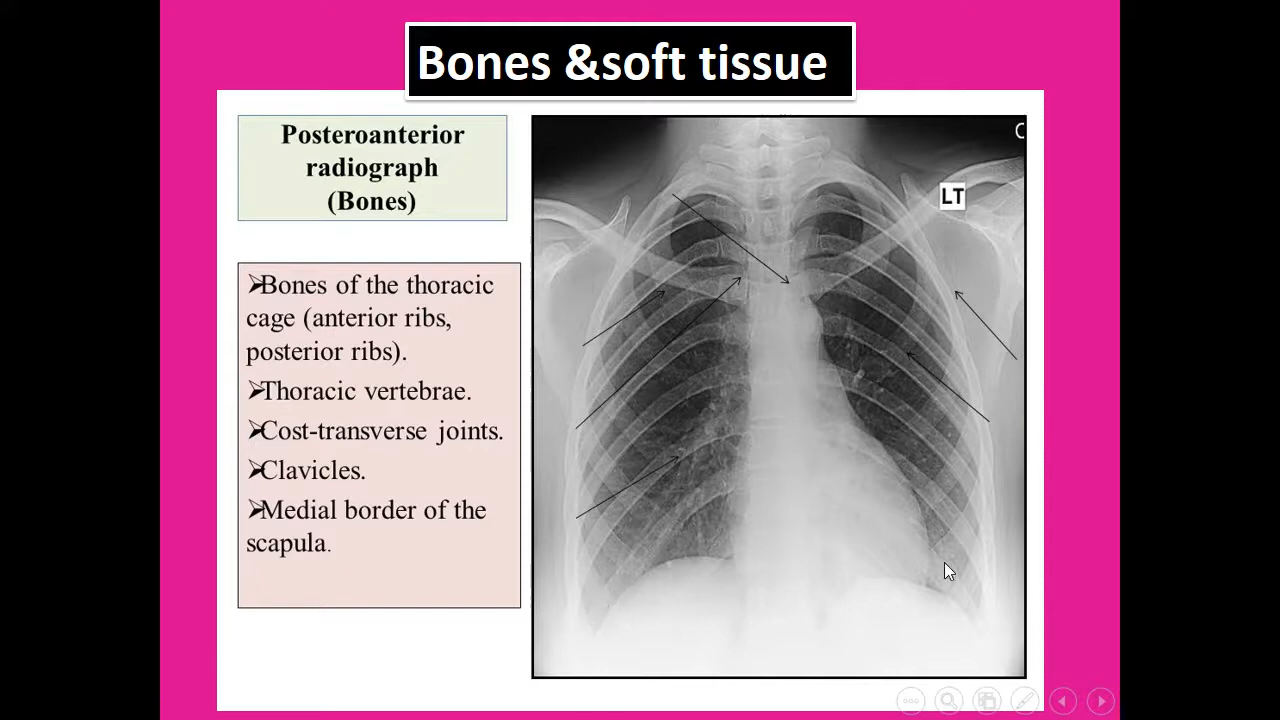 Bones &soft tissue
Posteroanterior
radiograph
(Bones)
➢Bones of the thoracic
cage (anterior ribs,
posterior ribs).
➢Thoracic vertebrae.
➢Cost-transverse joints.
➢Clavicles.
➢Medial border of the
scapula.
LT